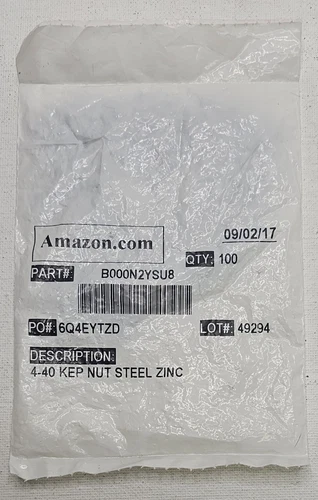 09/02/17
Amazon.com
QTY: 100
PART#: B000N2YSU8
PO#: 6Q4EYTZD LOT#: 49294
DESCRIPTION:
4-40 KEP NUT STEEL ZINC